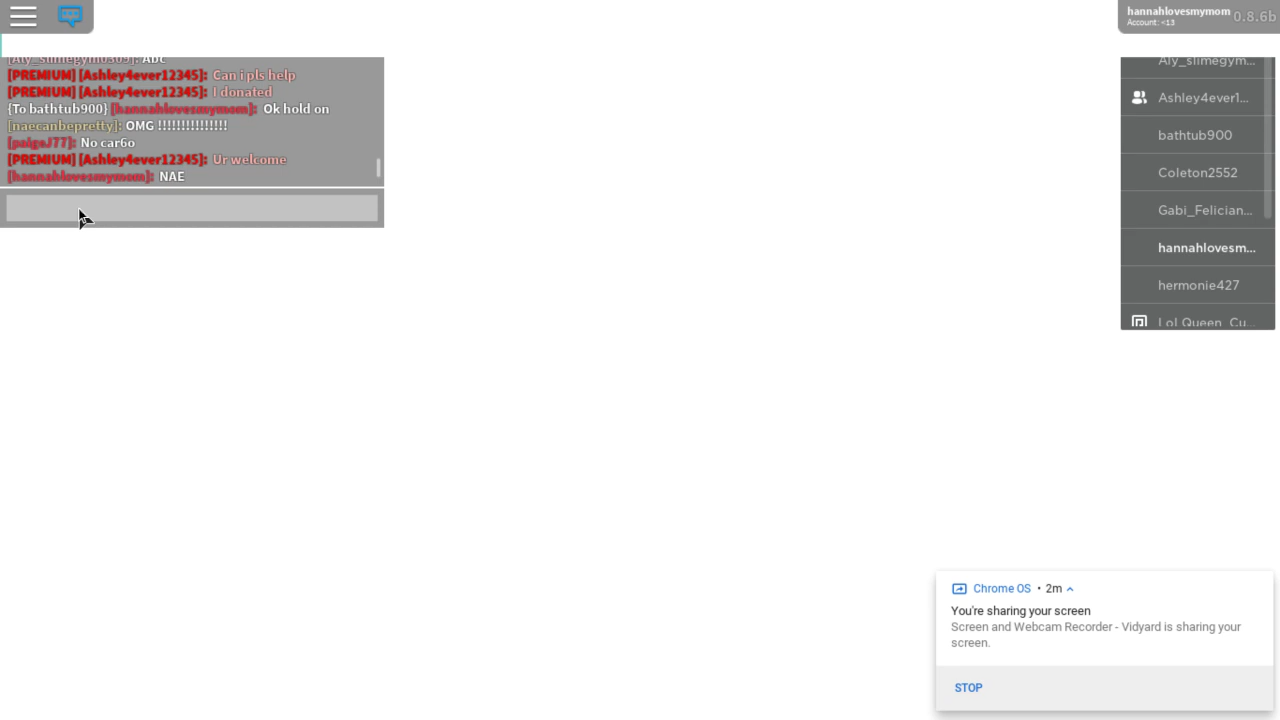 hannahlovesmymom
Account: <13
0.8.6b
ABC
[PREMIUM] [Ashley4ever12345]: Can i pls help
[PREMIUM] [Ashley4ever12345]: I donated
{To bathtub900} [hannahlovesmymom]: Ok hold on
[naecanbepretty]: OMG !!!!!!!!!!!!!!!
[paigeJ77]: No car6o
[PREMIUM] [Ashley4ever12345]: Ur welcome
[hannahlovesmymom]: NAE
Aly_slimegym...
Ashley4ever1...
bathtub900
Coleton2552
Gabi_Felician...
hannahlovesm...
hermonie427
Lol_Queen_Cu...
Chrome OS • 2m
You're sharing your screen
Screen and Webcam Recorder - Vidyard is sharing your
screen.
STOP